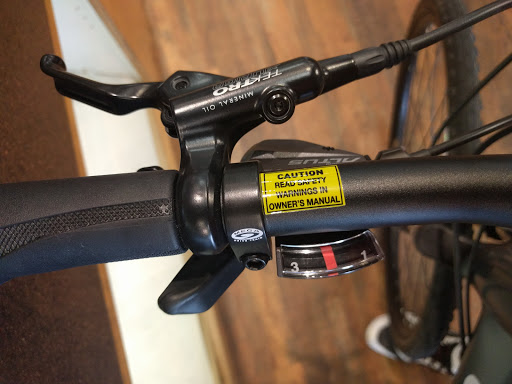 TEKTRO
MINERAL OIL
ALTUS
CAUTION
READ SAFETY
WARNINGS IN
OWNER'S MANUAL
3 1